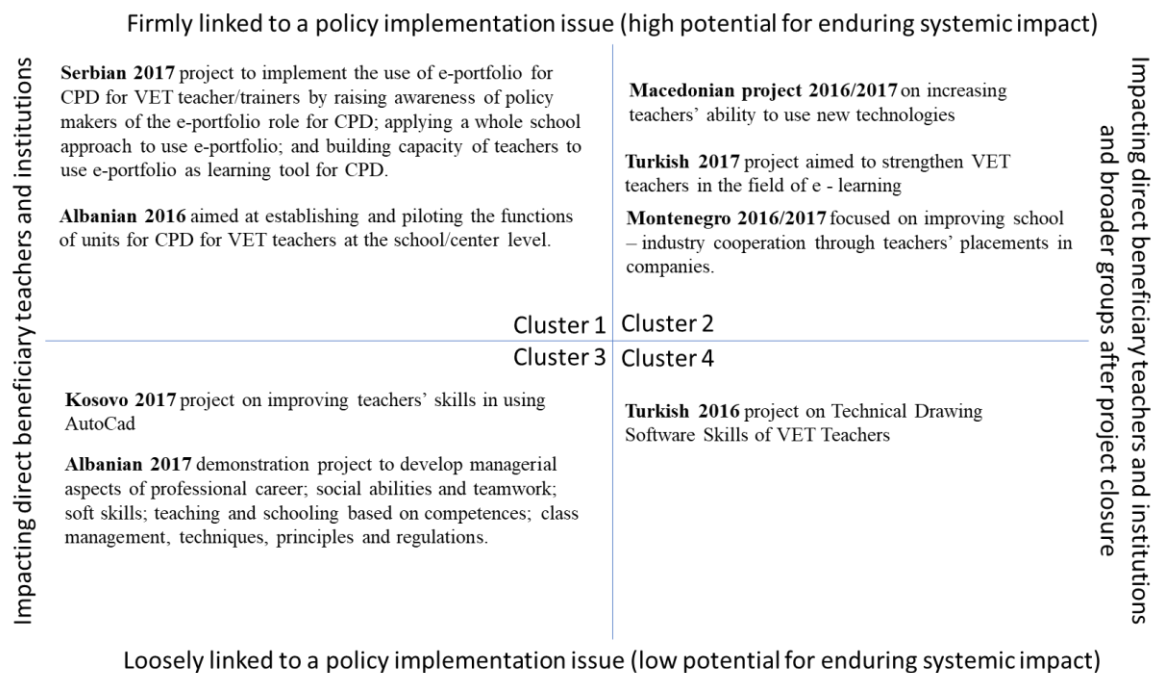 Firmly linked to a policy implementation issue (high potential for enduring systemic impact)
Impacting direct beneficiary teachers and institutions
Serbian 2017 project to implement the use of e-portfolio for
CPD for VET teacher/trainers by raising awareness of policy
makers of the e-portfolio role for CPD; applying a whole school
approach to use e-portfolio; and building capacity of teachers to
use e-portfolio as learning tool for CPD.
Albanian 2016 aimed at establishing and piloting the functions
of units for CPD for VET teachers at the school/center level.
Cluster 1
Macedonian project 2016/2017 on increasing
teachers’ ability to use new technologies
Turkish 2017 project aimed to strengthen VET
teachers in the field of e - learning
Montenegro 2016/2017 focused on improving school
– industry cooperation through teachers’ placements in
companies.
Cluster 2
Cluster 3
Kosovo 2017 project on improving teachers’ skills in using
AutoCad
Albanian 2017 demonstration project to develop managerial
aspects of professional career; social abilities and teamwork;
soft skills; teaching and schooling based on competences; class
management, techniques, principles and regulations.
Cluster 4
Turkish 2016 project on Technical Drawing
Software Skills of VET Teachers
Impacting direct beneficiary teachers and institutions
and broader groups after project closure
Loosely linked to a policy implementation issue (low potential for enduring systemic impact)